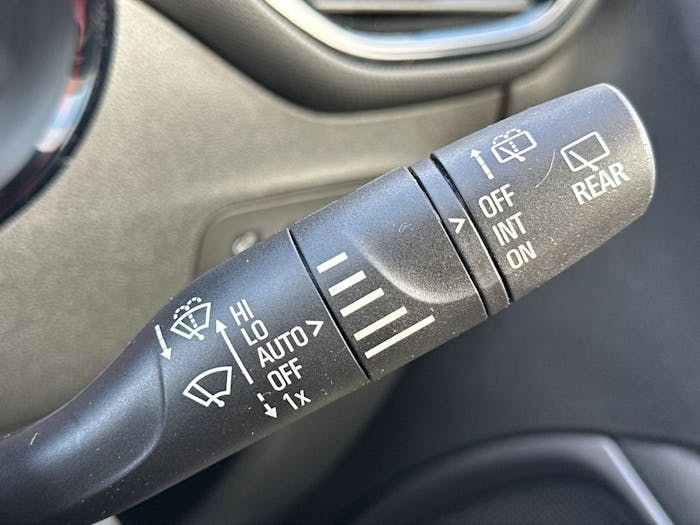 HI
LO
AUTO >
OFF
1x
>
OFF
INT
ON
REAR